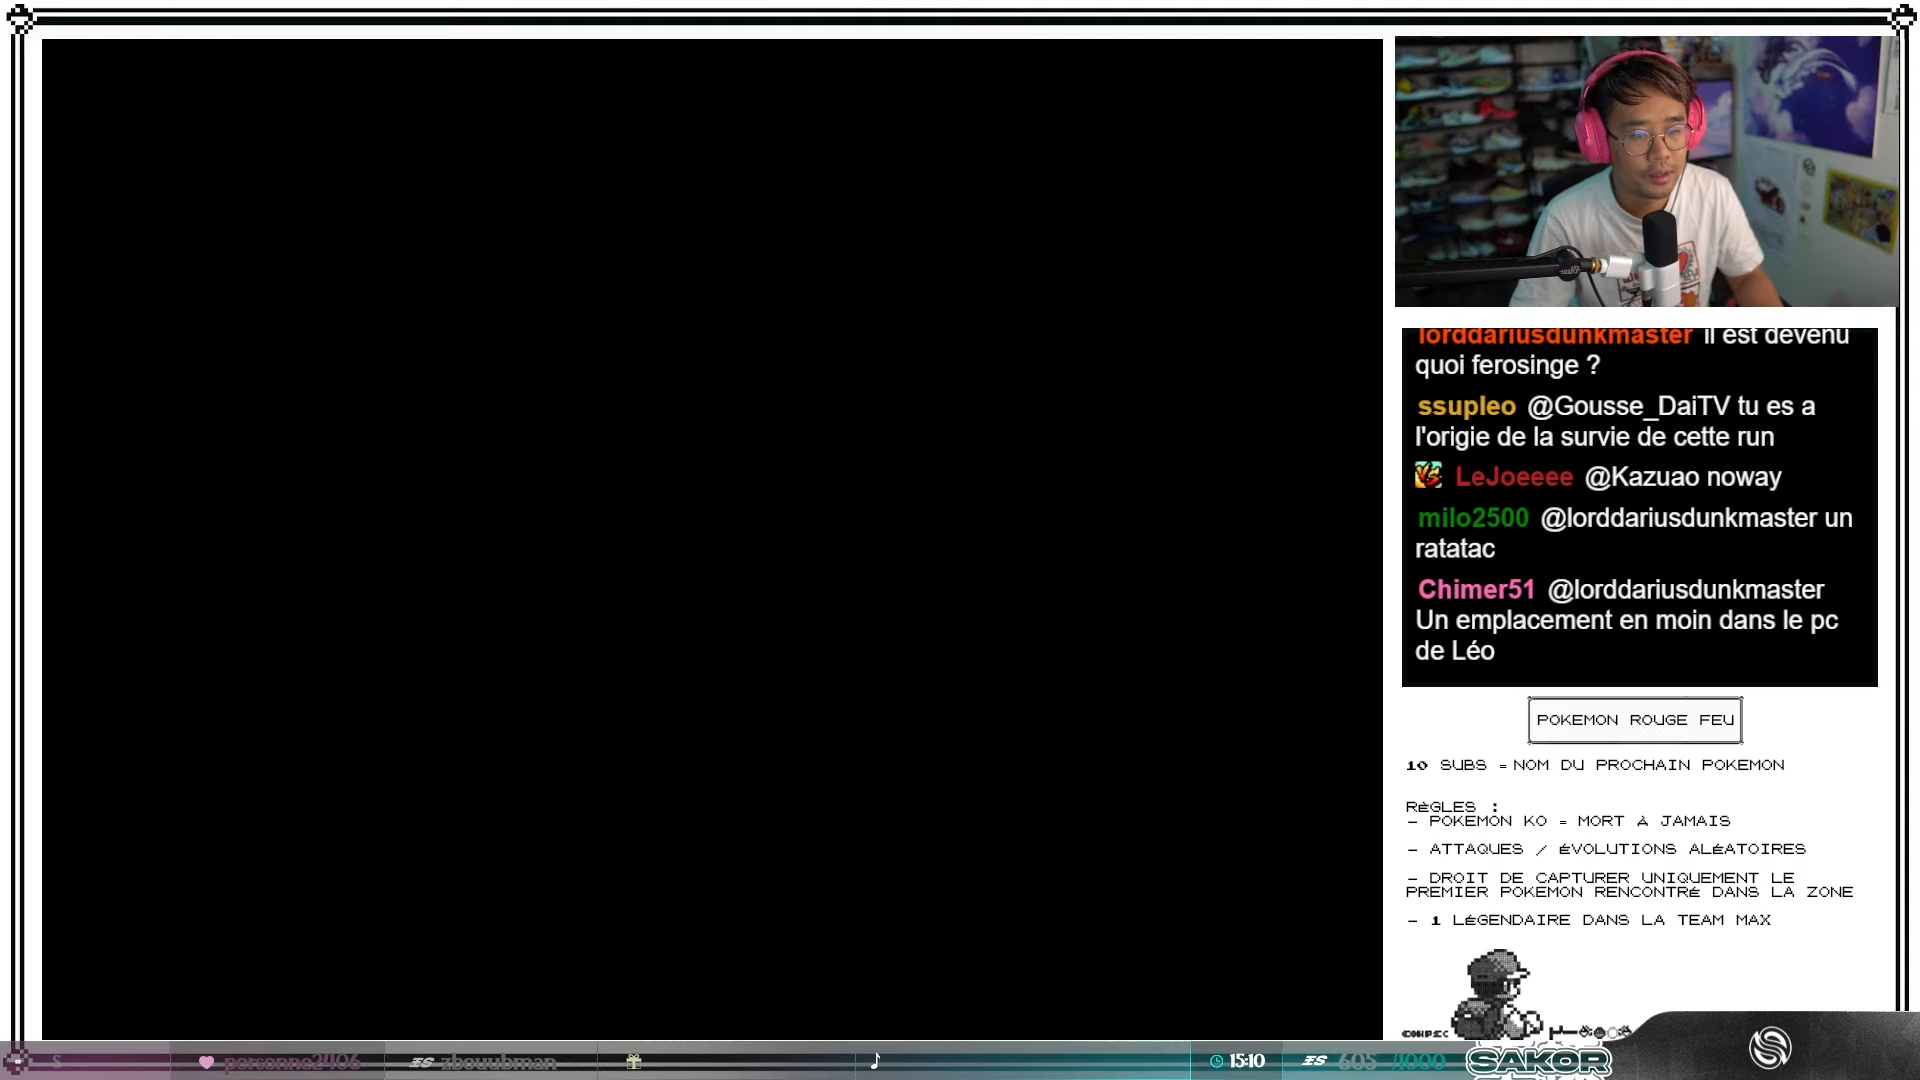 lorddariusdunkmaster il est devenu
quoi ferosinge ?
ssupleo @Gousse_DaiTV tu es a
l'origie de la survie de cette run
LeJoeeee @Kazuao noway
milo2500 @lorddariusdunkmaster un
ratatac
Chimer51 @lorddariusdunkmaster
Un emplacement en moin dans le pc
de Léo
POKEMON ROUGE FEU
10 SUBS = NOM DU PROCHAIN POKEMON
RÈGLES :
- POKEMON KO = MORT À JAMAIS
- ATTAQUES / ÉVOLUTIONS ALÉATOIRES
- DROIT DE CAPTURER UNIQUEMENT LE
PREMIER POKEMON RENCONTRÉ DANS LA ZONE
- 1 LÉGENDAIRE DANS LA TEAM MAX
S
zbouubman
15:10
605 /1000
SAKOR